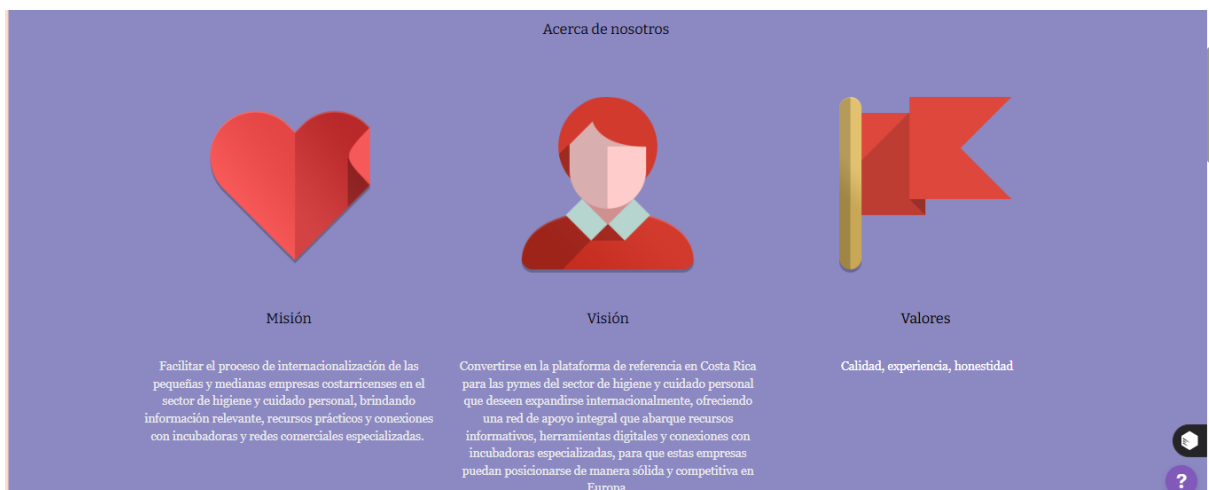 Acerca de nosotros
Misión
Facilitar el proceso de internacionalización de las
pequeñas y medianas empresas costarricenses en el
sector de higiene y cuidado personal, brindando
información relevante, recursos prácticos y conexiones
con incubadoras y redes comerciales especializadas.
Visión
Convertirse en la plataforma de referencia en Costa Rica
para las pymes del sector de higiene y cuidado personal
que deseen expandirse internacionalmente, ofreciendo
una red de apoyo integral que abarque recursos
informativos, herramientas digitales y conexiones con
incubadoras especializadas, para que estas empresas
puedan posicionarse de manera sólida y competitiva en
Europa
Valores
Calidad, experiencia, honestidad
?